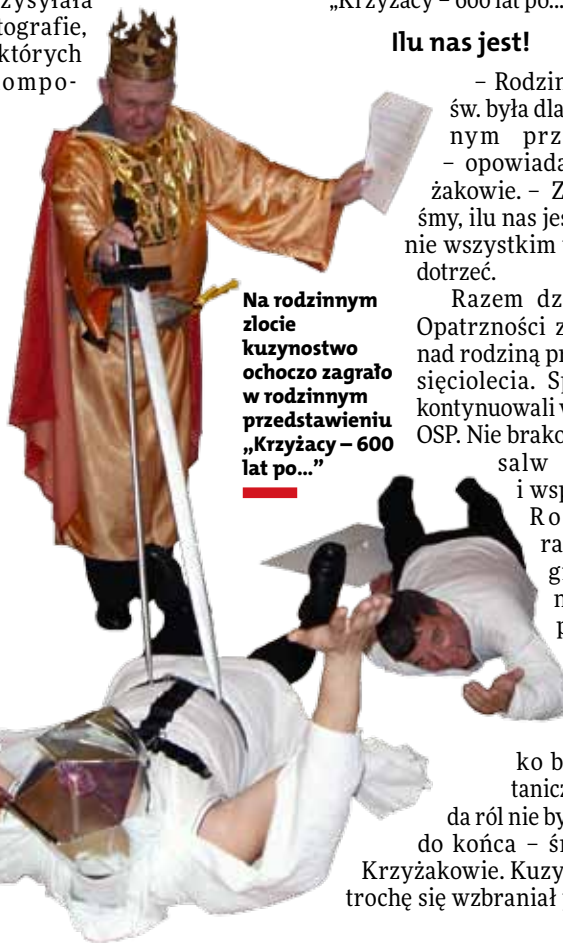 zysyłała
tografie,
których
ompo-
„Krzyżacy – 600 lat po...
Ilu nas jest!
– Rodzin
św. była dla
nym prz
– opowiada
żakowie. – Z
śmy, ilu nas jes
nie wszystkim
dotrzeć.
Razem dz
Opatrzności z
nad rodziną pr
sięciolecia. Sp
kontynuowali
OSP. Nie brako
salw
i wsp
Ro
ra
g
n
p
ko b
tanicz
da ról nie by
do końca – śm
Krzyżakowie. Kuzy
trochę się wzbraniał
Na rodzinnym
zlocie
kuzynostwo
ochoczo zagrało
w rodzinnym
przedstawieniu
„Krzyżacy – 600
lat po...”